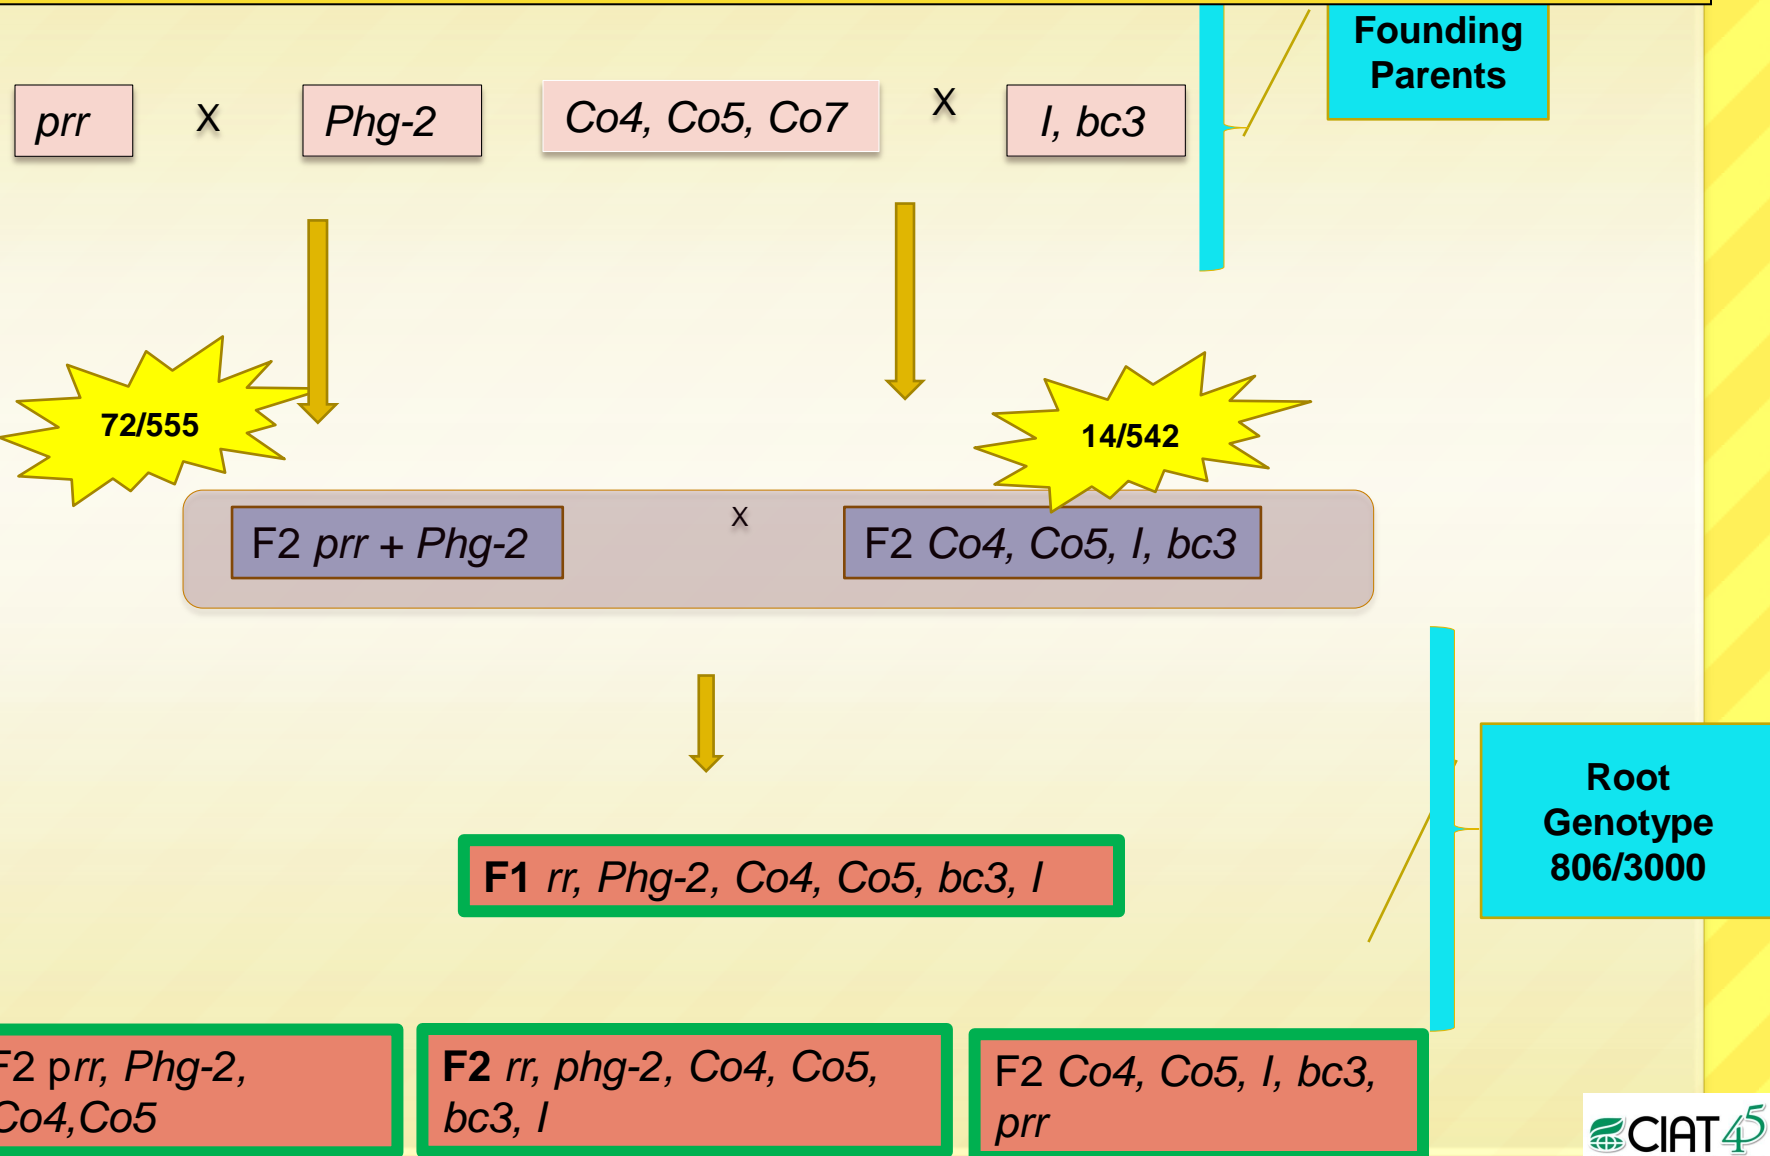 Founding
Parents
prr X Phg-2 Co4, Co5, Co7 X I, bc3
72/555
14/542
F2 prr + Phg-2 X F2 Co4, Co5, I, bc3
Root
Genotype
806/3000
F1 rr, Phg-2, Co4, Co5, bc3, I
F2 prr, Phg-2,
Co4,Co5
F2 rr, phg-2, Co4, Co5,
bc3, I
F2 Co4, Co5, I, bc3,
prr
CIAT 45